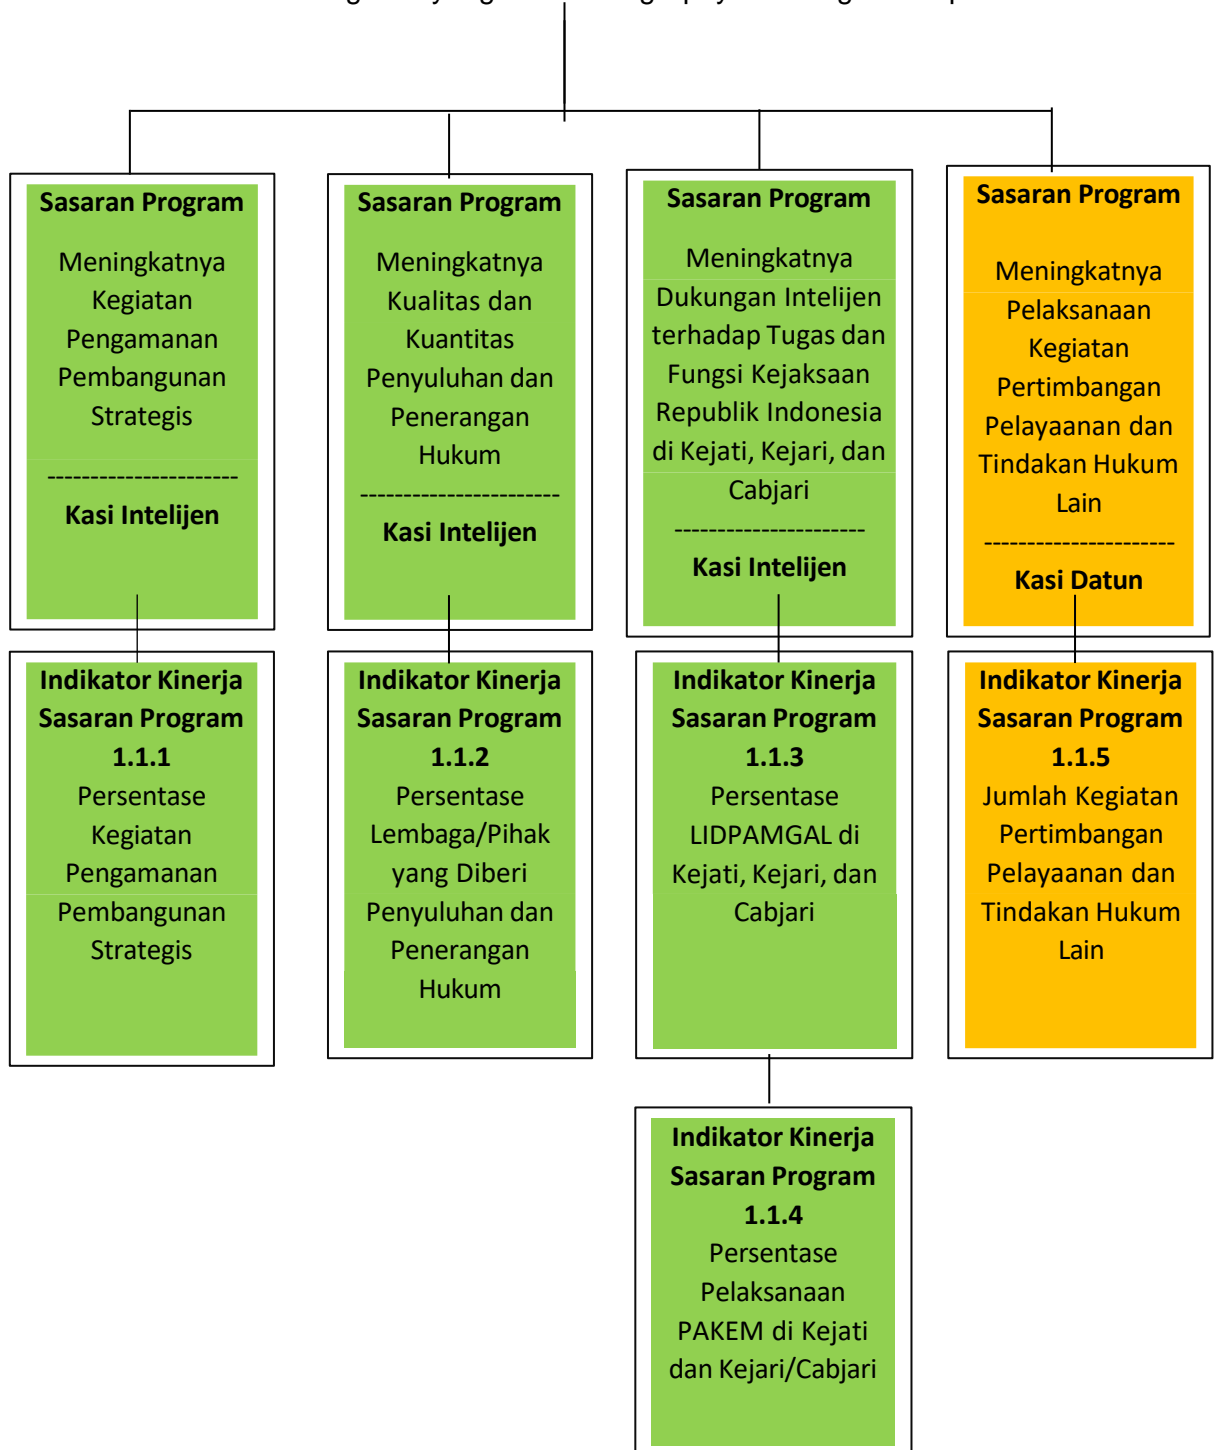 Sasaran Program
Meningkatnya
Kegiatan
Pengamanan
Pembangunan
Strategis
----------------------
Kasi Intelijen
Sasaran Program
Meningkatnya
Kualitas dan
Kuantitas
Penyuluhan dan
Penerangan
Hukum
-----------------------
Kasi Intelijen
Sasaran Program
Meningkatnya
Dukungan Intelijen
terhadap Tugas dan
Fungsi Kejaksaan
Republik Indonesia
di Kejati, Kejari, dan
Cabjari
----------------------
Kasi Intelijen
Sasaran Program
Meningkatnya
Pelaksanaan
Kegiatan
Pertimbangan
Pelayaanan dan
Tindakan Hukum
Lain
----------------------
Kasi Datun
Indikator Kinerja
Sasaran Program
1.1.1
Persentase
Kegiatan
Pengamanan
Pembangunan
Strategis
Indikator Kinerja
Sasaran Program
1.1.2
Persentase
Lembaga/Pihak
yang Diberi
Penyuluhan dan
Penerangan
Hukum
Indikator Kinerja
Sasaran Program
1.1.3
Persentase
LIDPAMGAL di
Kejati, Kejari, dan
Cabjari
Indikator Kinerja
Sasaran Program
1.1.5
Jumlah Kegiatan
Pertimbangan
Pelayaanan dan
Tindakan Hukum
Lain
Indikator Kinerja
Sasaran Program
1.1.4
Persentase
Pelaksanaan
PAKEM di Kejati
dan Kejari/Cabjari